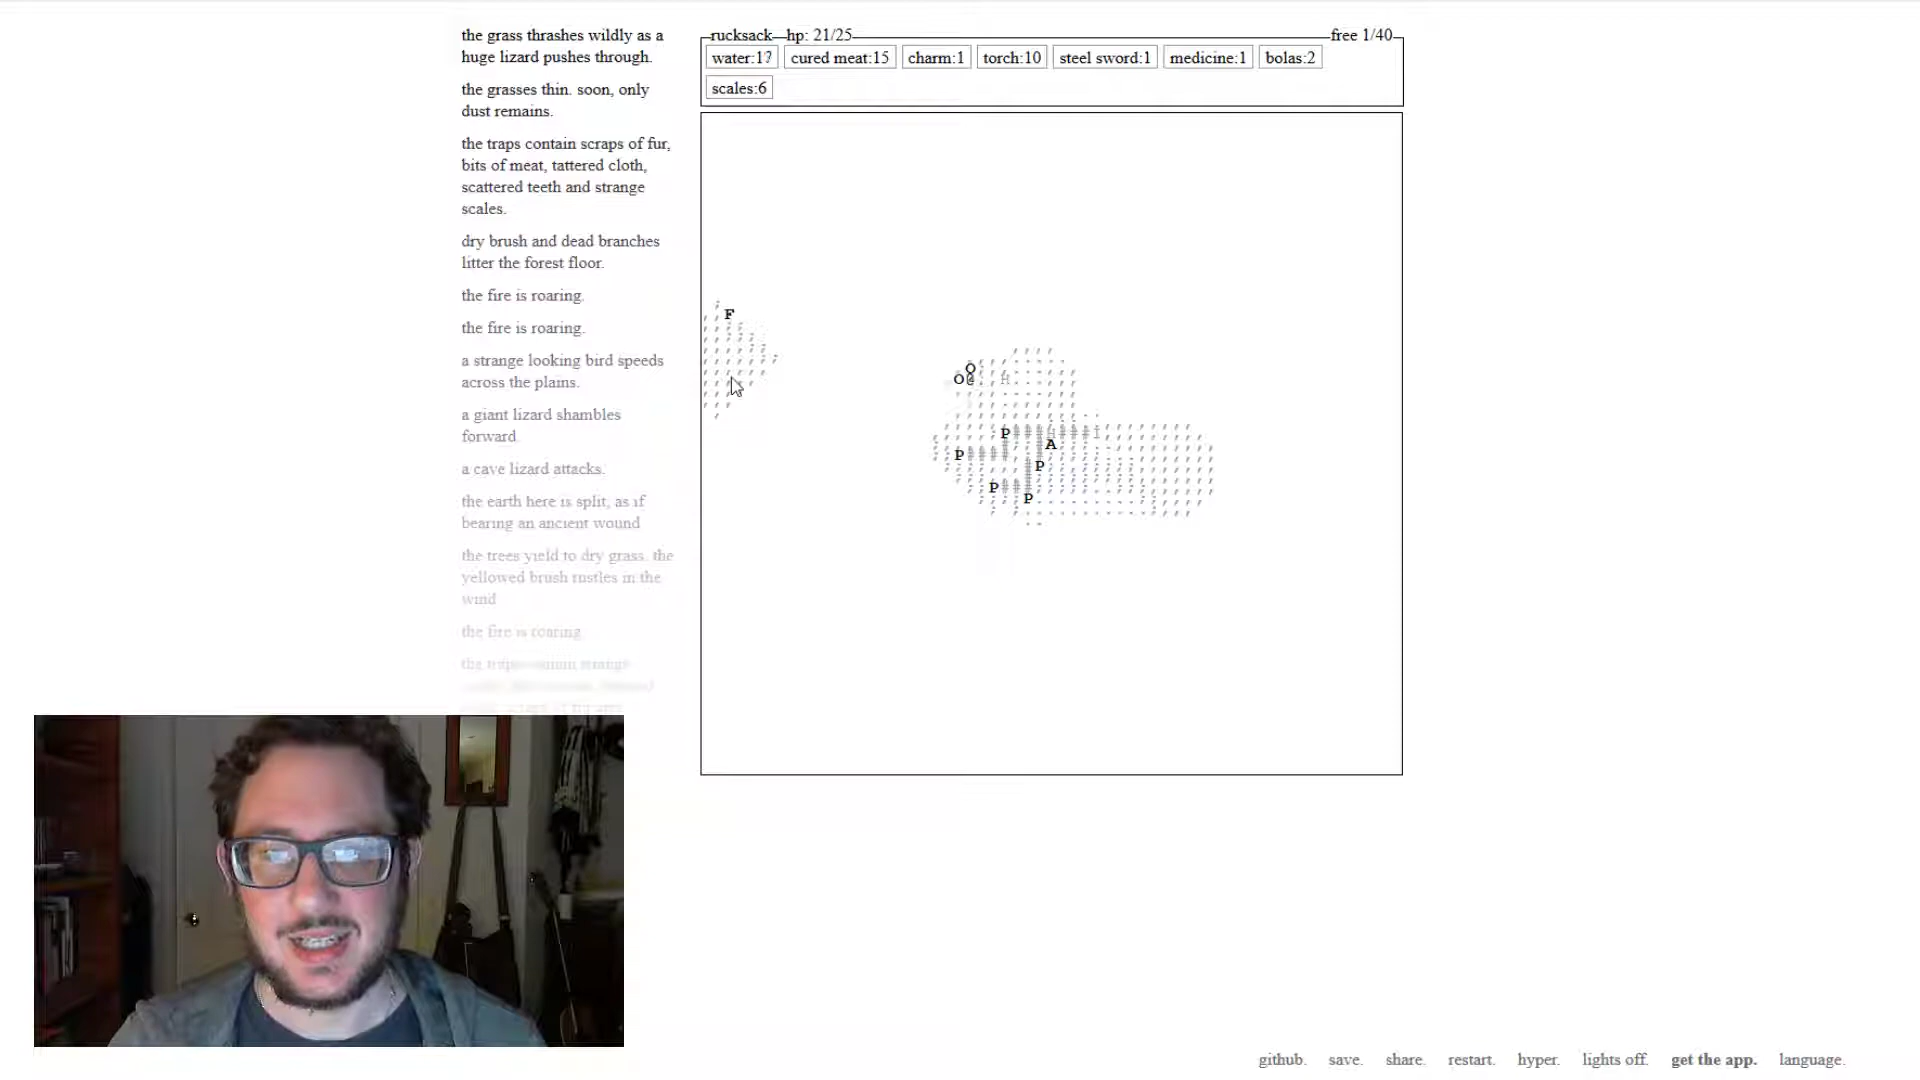 the grass thrashes wildly as a
huge lizard pushes through.
the grasses thin. soon, only
dust remains.
the traps contain scraps of fur,
bits of meat, tattered cloth,
scattered teeth and strange
scales.
dry brush and dead branches
litter the forest floor.
the fire is roaring.
the fire is roaring.
a strange looking bird speeds
across the plains.
a giant lizard shambles
forward
a cave lizard attacks.
the earth here is split, as if
bearing an ancient wound
the trees yield to dry grass. the
yellowed brush rustles in the
wind
the fire is roaring
rucksack hp: 21/25 free 1/40
water:17 cured meat:15 charm:1 torch:10 steel sword:1 medicine:1 bolas:2
scales:6
F
O
O@
H
P
A
P
P
P
P
github. save. share. restart. hyper. lights off. get the app. language.